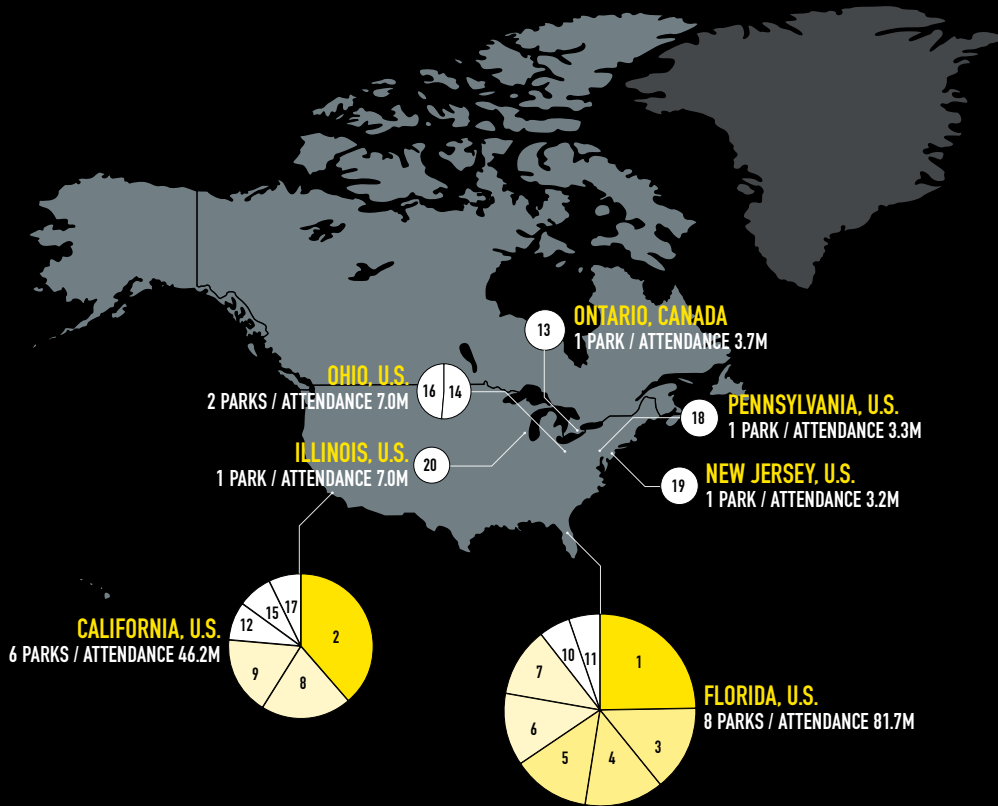 ONTARIO, CANADA
1 PARK / ATTENDANCE 3.7M
13
OHIO, U.S.
2 PARKS / ATTENDANCE 7.0M
16 14
PENNSYLVANIA, U.S.
1 PARK / ATTENDANCE 3.3M
18
ILLINOIS, U.S.
1 PARK / ATTENDANCE 7.0M
20
NEW JERSEY, U.S.
1 PARK / ATTENDANCE 3.2M
19
CALIFORNIA, U.S.
6 PARKS / ATTENDANCE 46.2M
2
8
9
12
15
17
FLORIDA, U.S.
8 PARKS / ATTENDANCE 81.7M
1
3
4
5
6
7
10
11